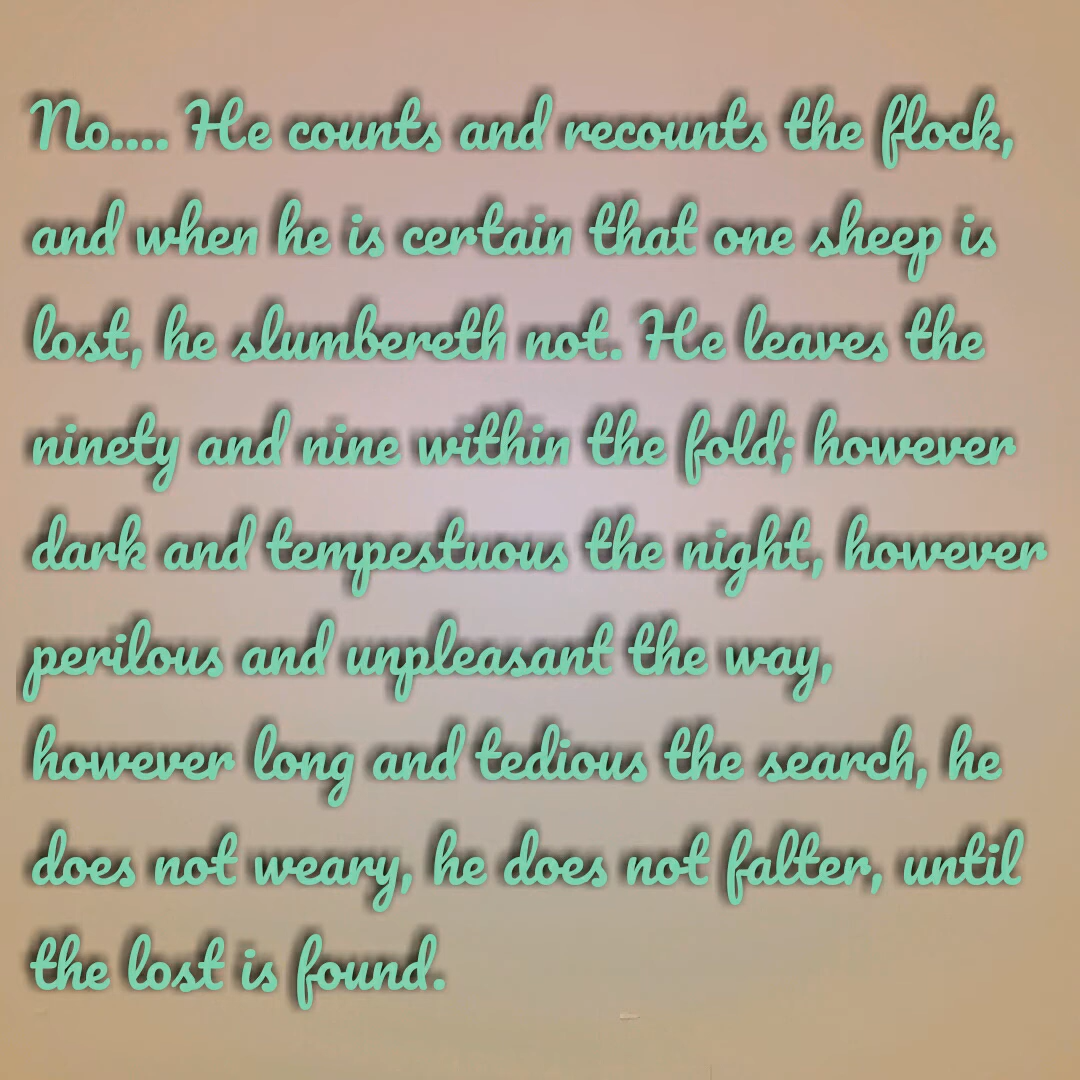 No.... He counts and recounts the flock,
and when he is certain that one sheep is
lost, he slumbereth not. He leaves the
ninety and nine within the fold; however
dark and tempestuous the night, however
perilous and unpleasant the way,
however long and tedious the search, he
does not weary, he does not falter, until
the lost is found.